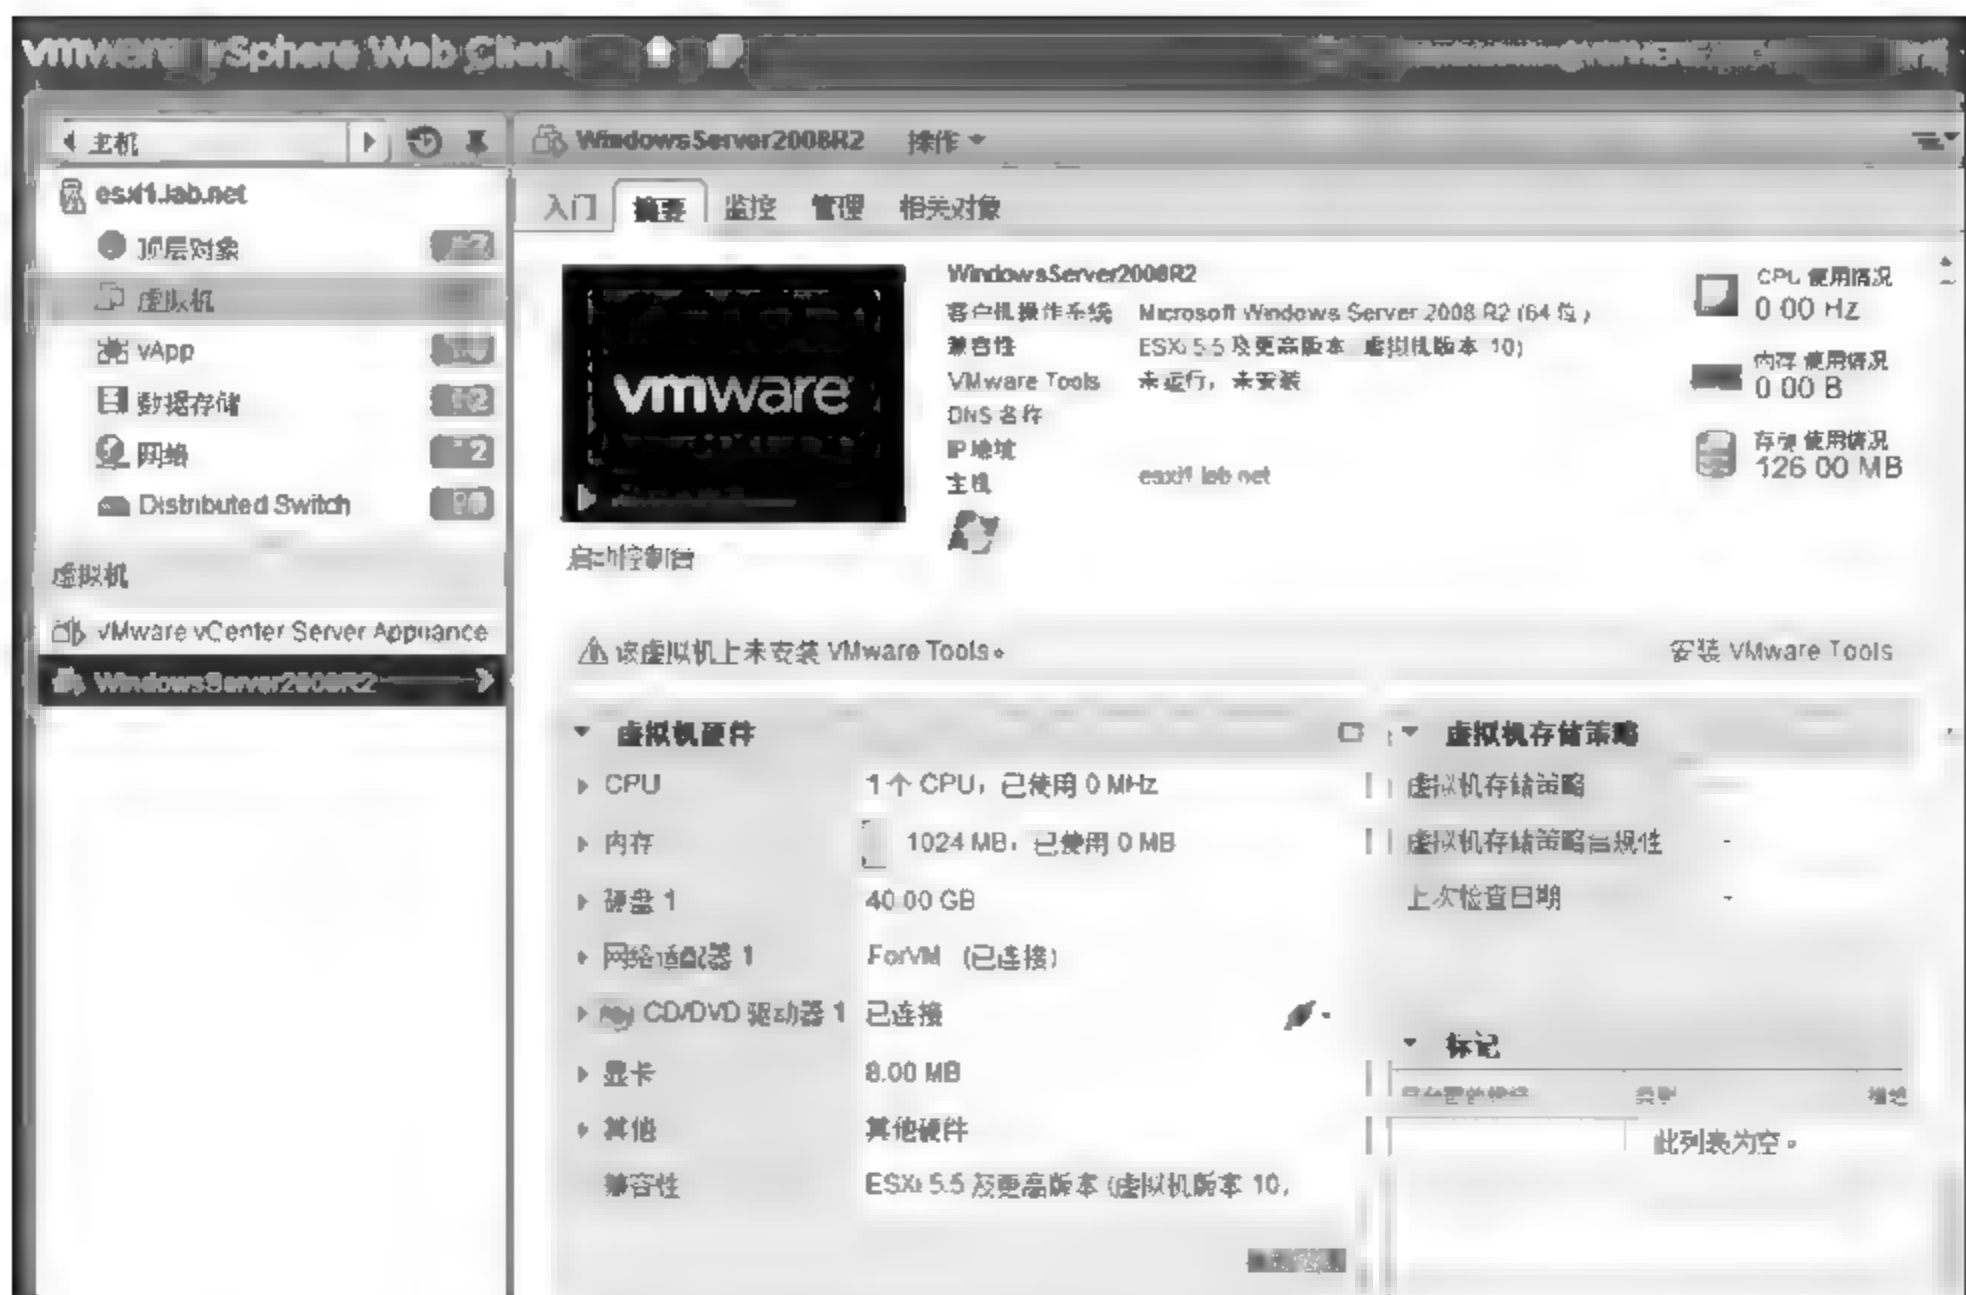 vmware vSphere Web Client
主机
esxi1.lab.net
顶层对象
虚拟机
vApp
数据存储
网络 2
Distributed Switch
虚拟机
VMware vCenter Server Appliance
WindowsServer2008R2
WindowsServer2008R2 操作
入门 摘要 监控 管理 相关对象
vmware
启动控制台
WindowsServer2008R2
客户机操作系统 Microsoft Windows Server 2008 R2 (64 位)
兼容性 ESXi 5.5 及更高版本 虚拟机版本 10)
VMware Tools 未运行，未安装
DNS 名称
IP 地址
主机 esxi1.lab.net
CPU 使用情况
0.00 Hz
内存 使用情况
0.00 B
存储 使用情况
126.00 MB
该虚拟机上未安装 VMware Tools。 安装 VMware Tools
虚拟机硬件
CPU 1 个 CPU，已使用 0 MHz
内存 1024 MB，已使用 0 MB
硬盘 1 40.00 GB
网络适配器 1 ForVM (已连接)
CD/DVD 驱动器 1 已连接
显卡 8.00 MB
其他 其他硬件
兼容性 ESXi 5.5 及更高版本 (虚拟机版本 10)
虚拟机存储策略
虚拟机存储策略
虚拟机存储策略合规性 -
上次检查日期 -
标记
类别 描述
此列表为空。